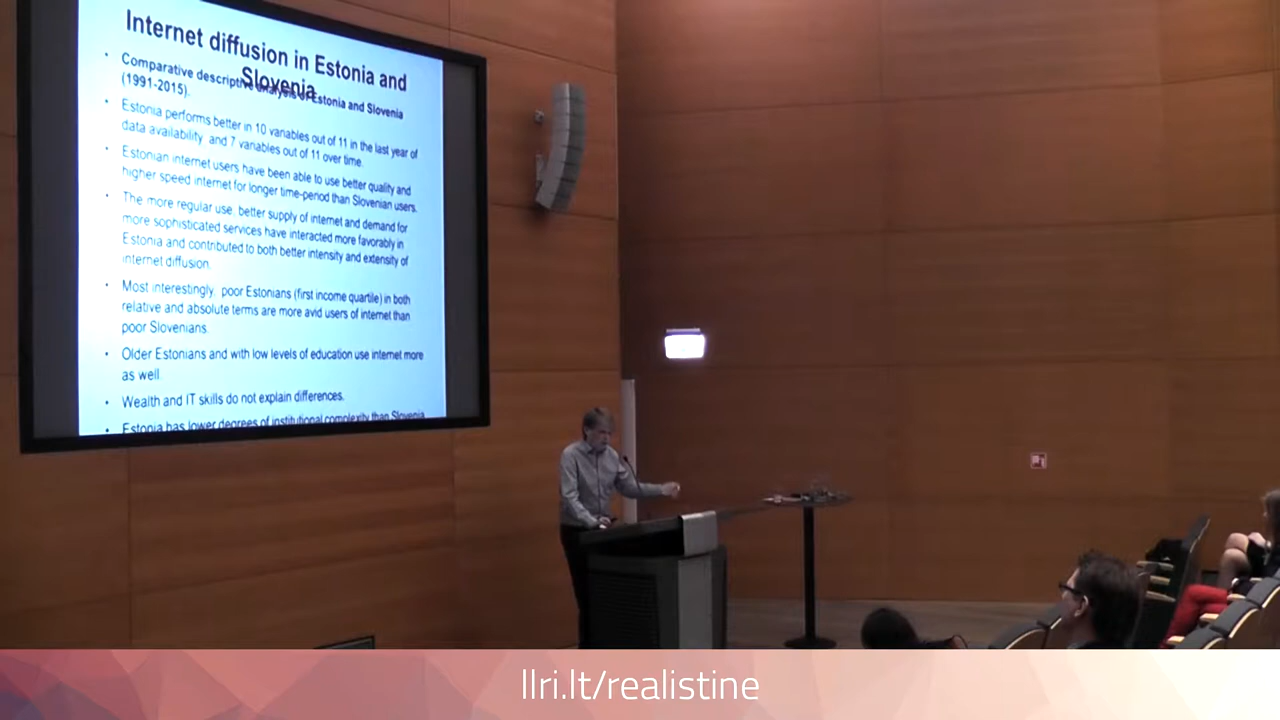 Internet diffusion in Estonia and
Slovenia
• Comparative descriptive analysis of Estonia and Slovenia
(1991-2015).
• Estonia performs better in 10 variables out of 11 in the last year of
data availability and 7 variables out of 11 over time.
• Estonian internet users have been able to use better quality and
higher speed internet for longer time-period than Slovenian users.
• The more regular use, better supply of internet and demand for
more sophisticated services have interacted more favorably in
Estonia and contributed to both better intensity and extensity of
internet diffusion.
• Most interestingly, poor Estonians (first income quartile) in both
relative and absolute terms are more avid users of internet than
poor Slovenians.
• Older Estonians and with low levels of education use internet more
as well.
• Wealth and IT skills do not explain differences.
• Estonia has lower degrees of institutional complexity than Slovenia
llri.lt/realistine